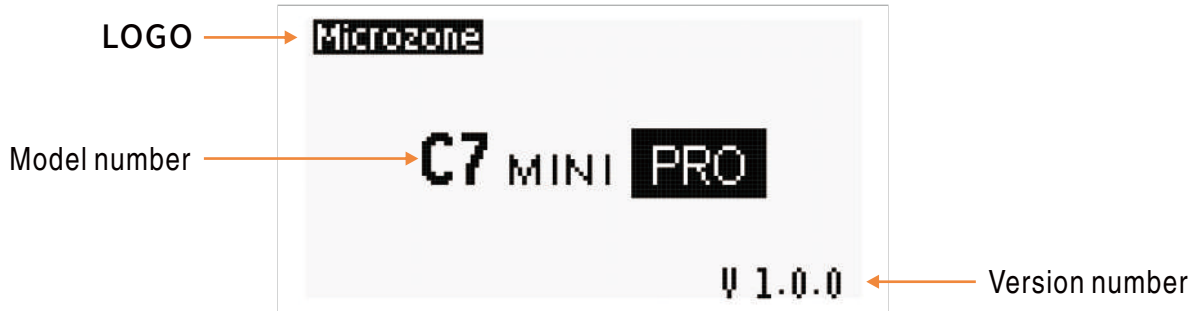 LOGO
Microzone
Model number
C7 MINI PRO
V 1.0.0
Version number